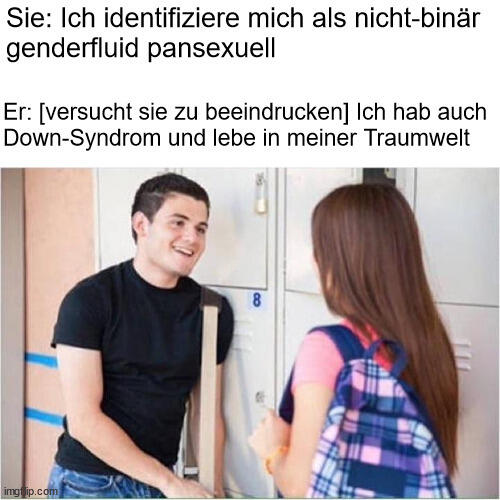 Sie: Ich identifiziere mich als nicht-binär
genderfluid pansexuell
Er: [versucht sie zu beeindrucken] Ich hab auch
Down-Syndrom und lebe in meiner Traumwelt
8
imgflip.com